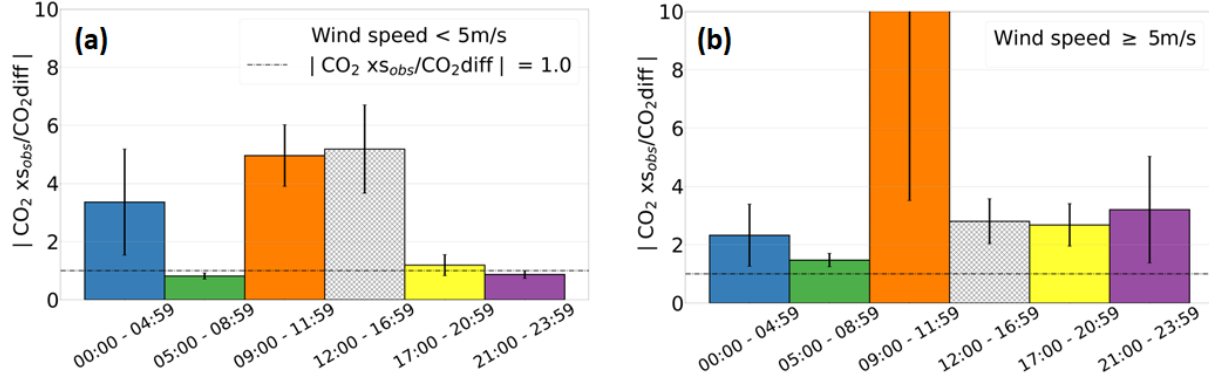 (a)
Wind speed < 5m/s
| CO₂ xsobs/CO₂diff | = 1.0
| CO₂ xsobs/CO₂diff |
10
8
6
4
2
0
00:00 - 04:59
05:00 - 08:59
09:00 - 11:59
12:00 - 16:59
17:00 - 20:59
21:00 - 23:59
(b)
Wind speed ≥ 5m/s
| CO₂ xsobs/CO₂diff |
10
8
6
4
2
0
00:00 - 04:59
05:00 - 08:59
09:00 - 11:59
12:00 - 16:59
17:00 - 20:59
21:00 - 23:59